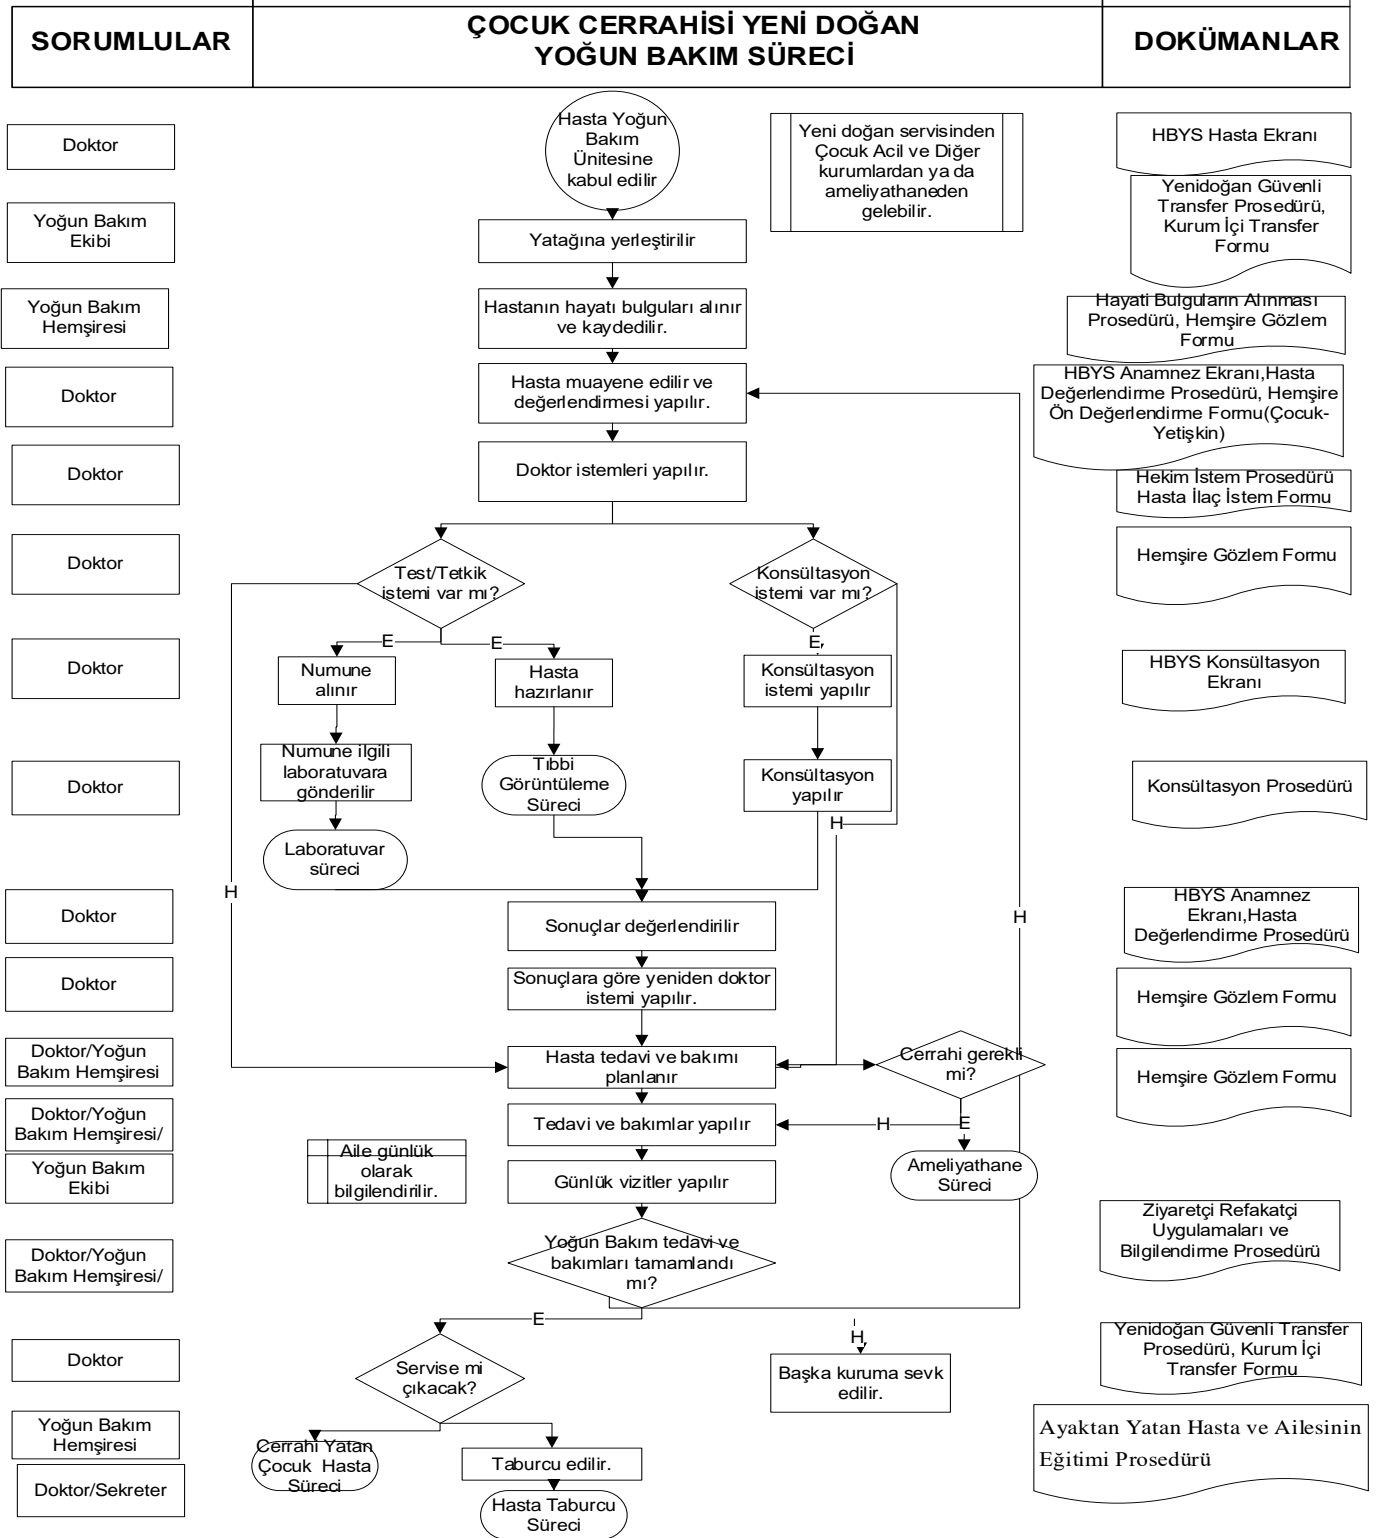 SORUMLULAR
ÇOCUK CERRAHİSİ YENİ DOĞAN
YOĞUN BAKIM SÜRECİ
DOKÜMANLAR
Doktor
Hasta Yoğun
Bakım
Ünitesine
kabul edilir
Yeni doğan servisinden
Çocuk Acil ve Diğer
kurumlardan ya da
ameliyathaneden
gelebilir.
HBYS Hasta Ekranı
Yoğun Bakım
Ekibi
Yatağına yerleştirilir
Yenidoğan Güvenli
Transfer Prosedürü,
Kurum İçi Transfer
Formu
Yoğun Bakım
Hemşiresi
Hastanın hayatı bulguları alınır
ve kaydedilir.
Hayati Bulguların Alınması
Prosedürü, Hemşire Gözlem
Formu
Doktor
Hasta muayene edilir ve
değerlendirmesi yapılır.
HBYS Anamnez Ekranı,Hasta
Değerlendirme Prosedürü, Hemşire
Ön Değerlendirme Formu(Çocuk-
Yetişkin)
Doktor
Doktor istemleri yapılır.
Hekim İstem Prosedürü
Hasta İlaç İstem Formu
Doktor
Test/Tetkik
istemi var mı?
Konsültasyon
istemi var mı?
Hemşire Gözlem Formu
E
E
E
Doktor
Numune
alınır
Hasta
hazırlanır
Konsültasyon
istemi yapılır
HBYS Konsültasyon
Ekranı
Doktor
Numune ilgili
laboratuvara
gönderilir
Tıbbi
Görüntüleme
Süreci
Konsültasyon
yapılır
Konsültasyon Prosedürü
H
Laboratuvar
süreci
H
H
Doktor
Sonuçlar değerlendirilir
HBYS Anamnez
Ekranı,Hasta
Değerlendirme Prosedürü
Doktor
Sonuçlara göre yeniden doktor
istemi yapılır.
Hemşire Gözlem Formu
Doktor/Yoğun
Bakım Hemşiresi
Hasta tedavi ve bakımı
planlanır
Cerrahi gerekli
mi?
Hemşire Gözlem Formu
Doktor/Yoğun
Bakım Hemşiresi/
Tedavi ve bakımlar yapılır
H
E
Yoğun Bakım
Ekibi
Aile günlük
olarak
bilgilendirilir.
Günlük vizitler yapılır
Ameliyathane
Süreci
Doktor/Yoğun
Bakım Hemşiresi/
Yoğun Bakım tedavi ve
bakımları tamamlandı
mı?
Ziyaretçi Refakatçi
Uygulamaları ve
Bilgilendirme Prosedürü
E
H
Doktor
Servise mi
çıkacak?
Başka kuruma sevk
edilir.
Yenidoğan Güvenli Transfer
Prosedürü, Kurum İçi
Transfer Formu
Yoğun Bakım
Hemşiresi
Cerrahi Yatan
Çocuk Hasta
Süreci
Taburcu edilir.
Ayaktan Yatan Hasta ve Ailesinin
Eğitimi Prosedürü
Doktor/Sekreter
Hasta Taburcu
Süreci